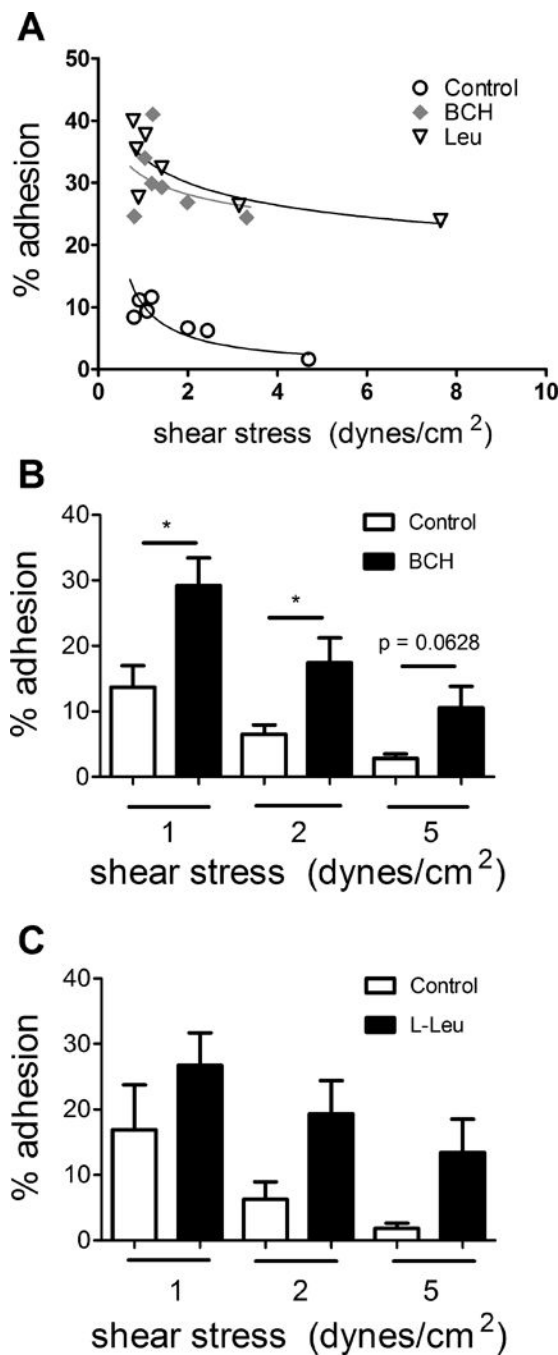 A
50
40
30
20
10
0
% adhesion
Control
BCH
Leu
0 2 4 6 8 10
shear stress (dynes/cm²)
B
40
30
20
10
0
% adhesion
Control
BCH
*
*
p = 0.0628
1 2 5
shear stress (dynes/cm²)
C
40
30
20
10
0
% adhesion
Control
L-Leu
1 2 5
shear stress (dynes/cm²)